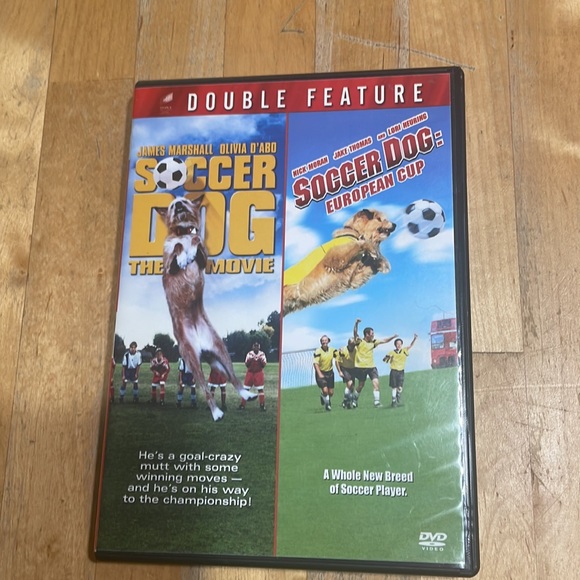 DOUBLE FEATURE
JAMES MARSHALL OLIVIA D'ABO
SOCCER
DOG
THE MOVIE
He's a goal-crazy
mutt with some
winning moves —
and he's on his way
to the championship!
NICK MORAN JAKE THOMAS AND LORI HEURING
SOCCER DOG:
EUROPEAN CUP
A Whole New Breed
of Soccer Player.
DVD
VIDEO